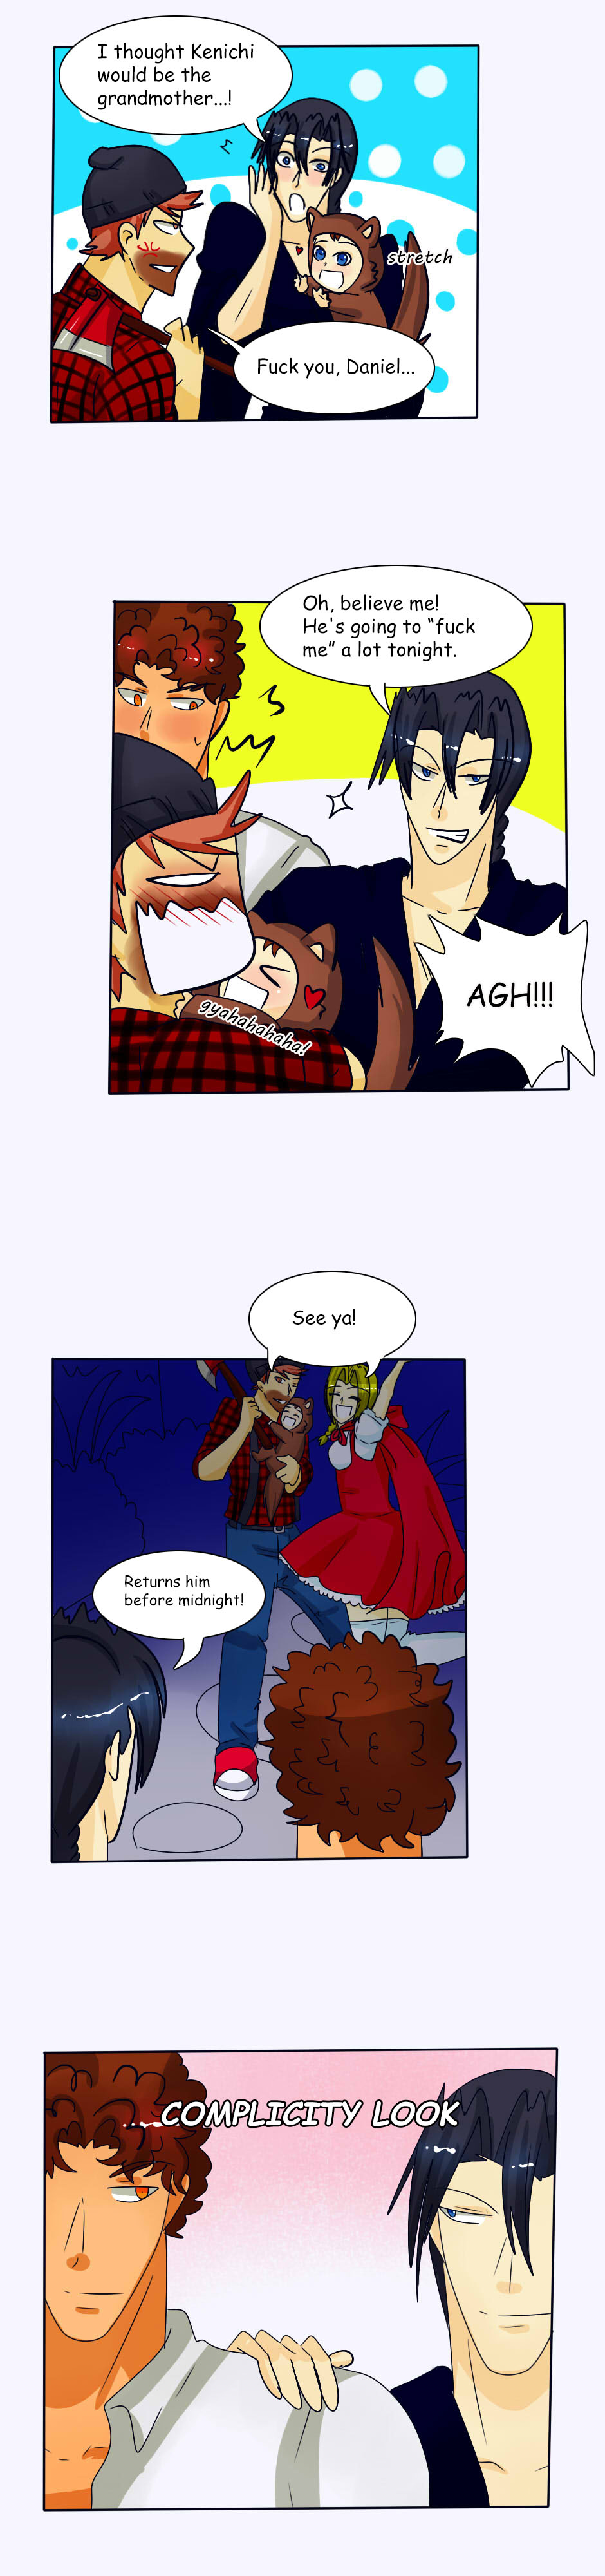 I thought Kenichi
would be the
grandmother...!
stretch
Fuck you, Daniel...
Oh, believe me!
He's going to "fuck
me" a lot tonight.
AGH!!!
gyahahahaha!
See ya!
Returns him
before midnight!
... COMPLICITY LOOK